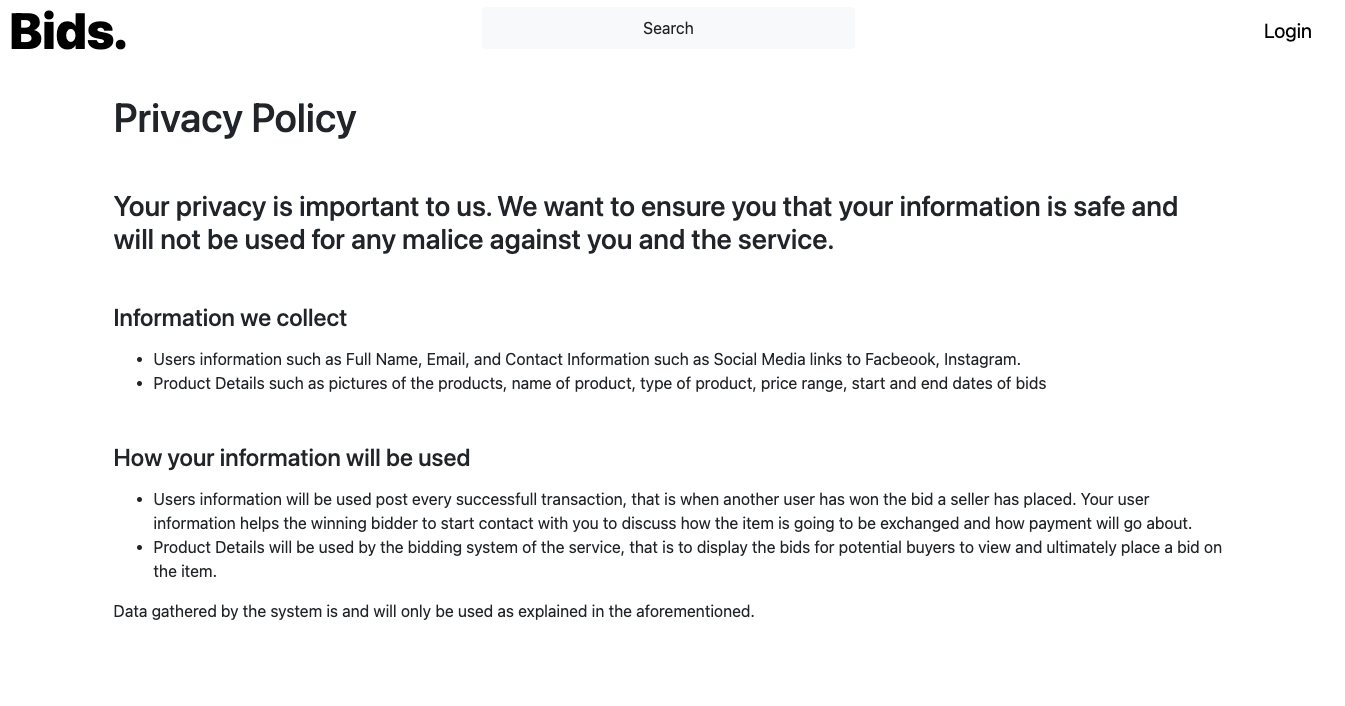 Bids.
Search
Login
Privacy Policy
Your privacy is important to us. We want to ensure you that your information is safe and
will not be used for any malice against you and the service.
Information we collect
• Users information such as Full Name, Email, and Contact Information such as Social Media links to Facbeook, Instagram.
• Product Details such as pictures of the products, name of product, type of product, price range, start and end dates of bids
How your information will be used
• Users information will be used post every successfull transaction, that is when another user has won the bid a seller has placed. Your user
information helps the winning bidder to start contact with you to discuss how the item is going to be exchanged and how payment will go about.
• Product Details will be used by the bidding system of the service, that is to display the bids for potential buyers to view and ultimately place a bid on
the item.
Data gathered by the system is and will only be used as explained in the aforementioned.